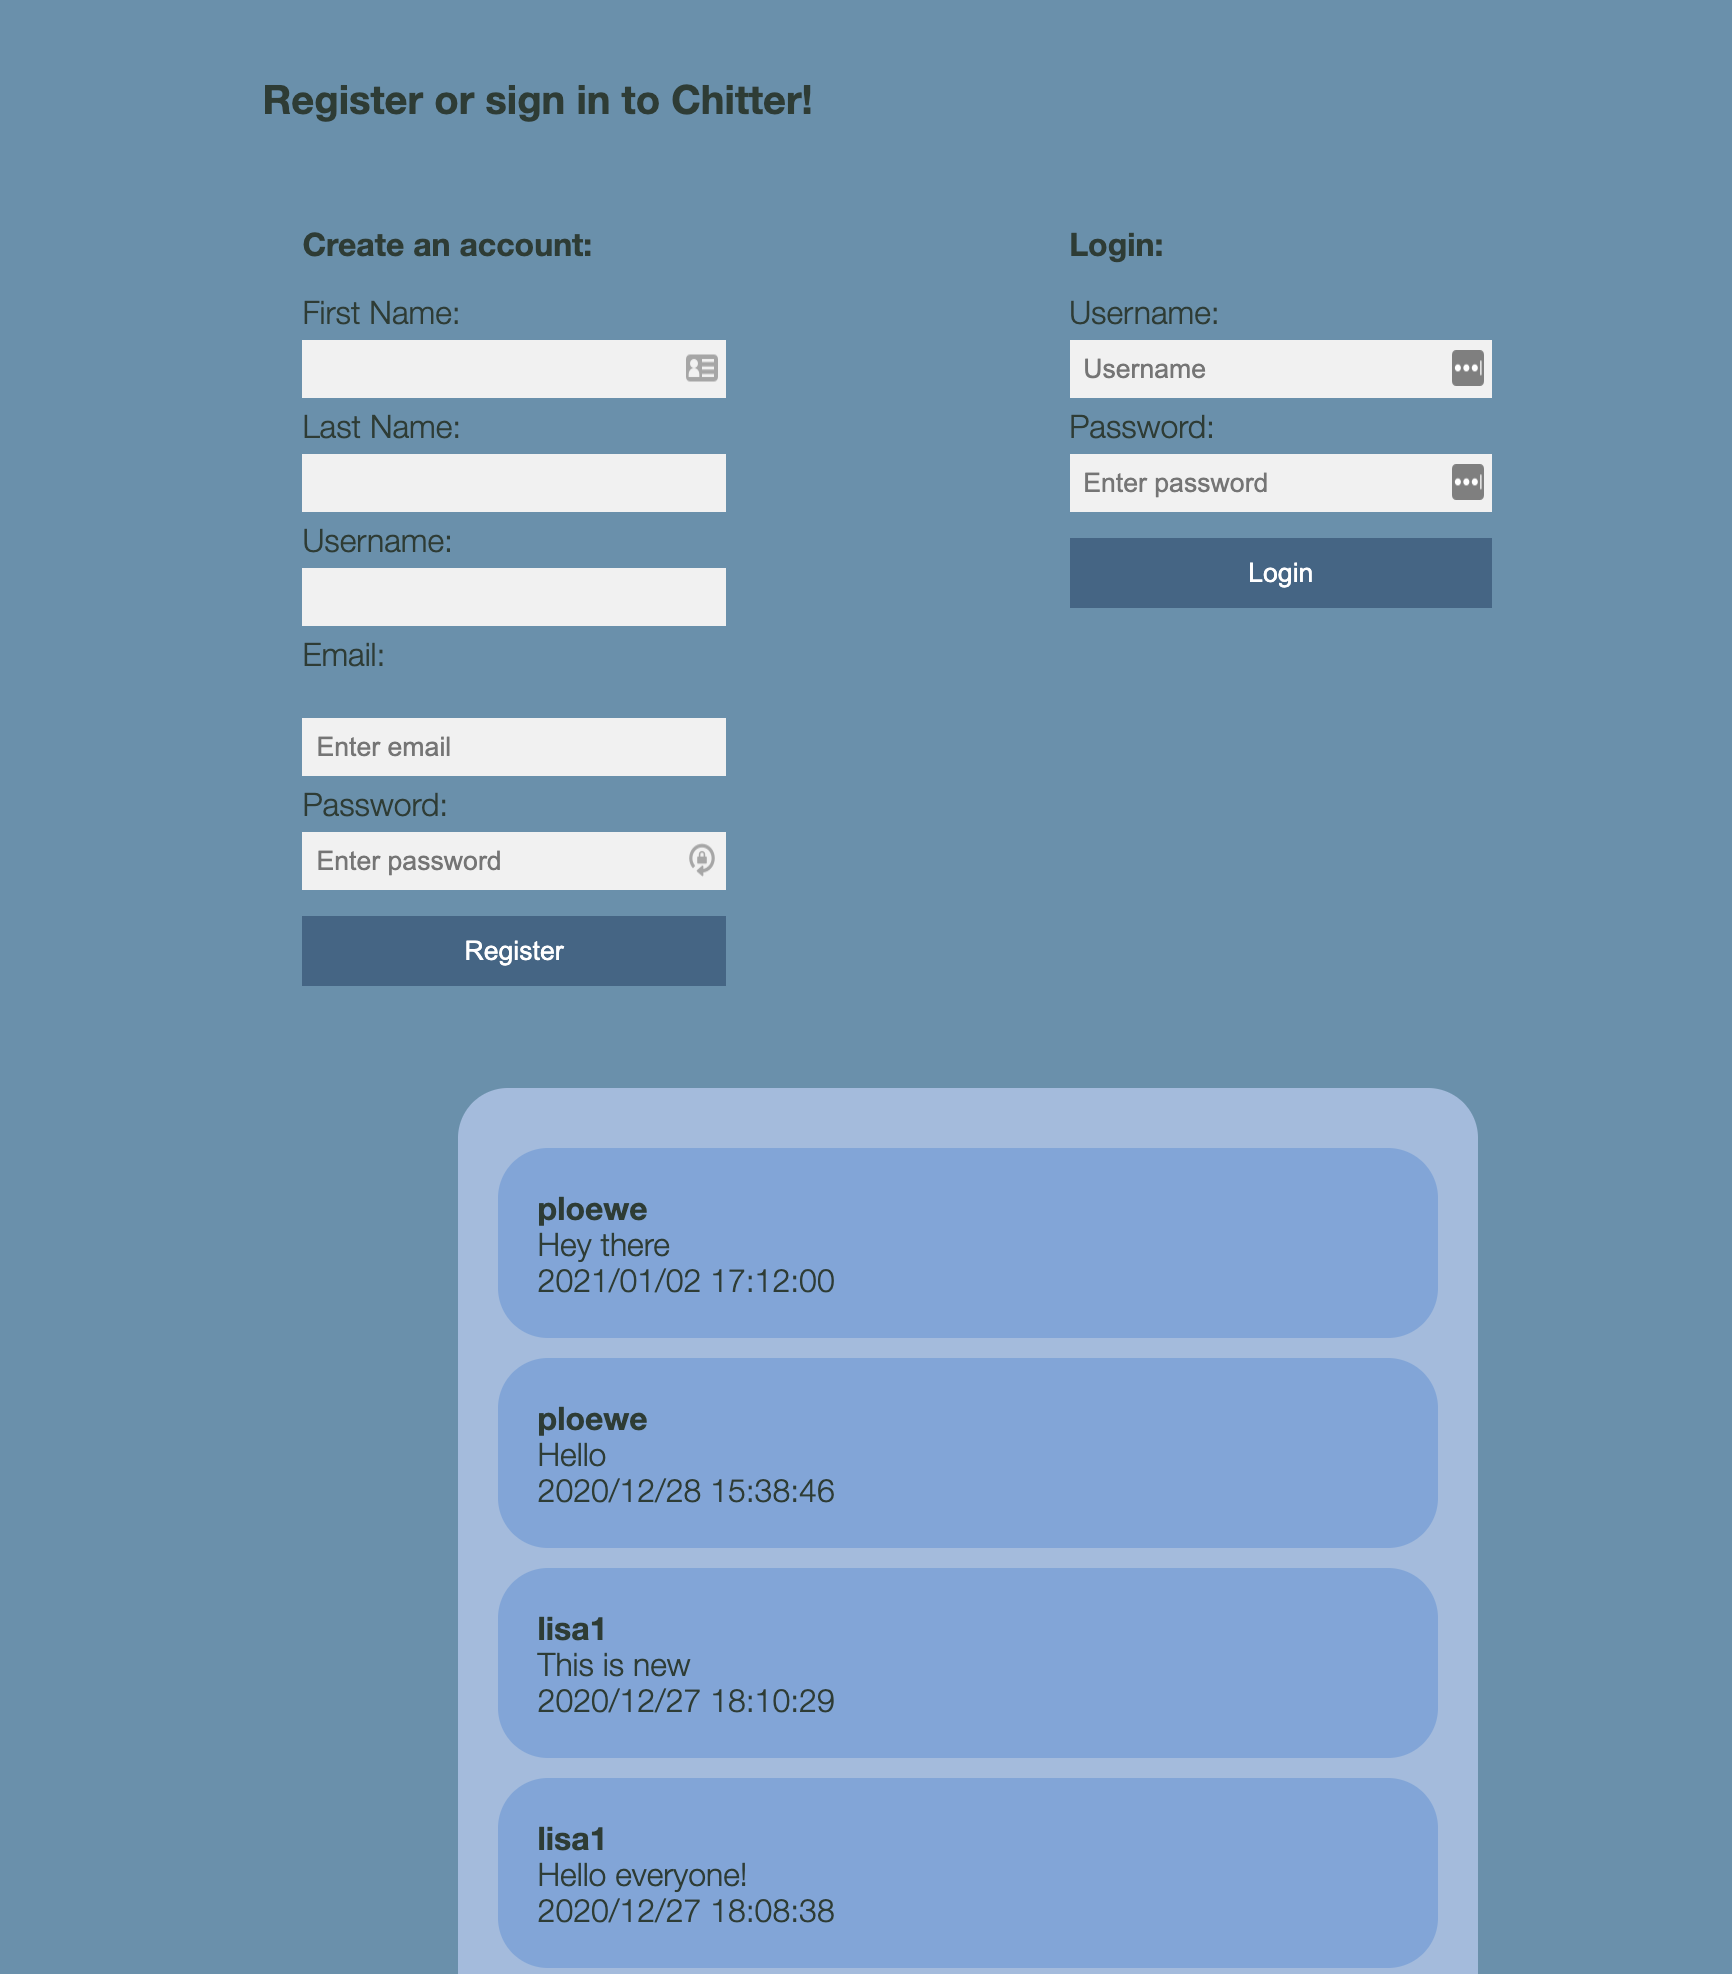 Register or sign in to Chitter!
Create an account:
First Name:
Last Name:
Username:
Email:
Enter email
Password:
Enter password
Register
Login:
Username:
Username
Password:
Enter password
Login
ploewe
Hey there
2021/01/02 17:12:00
ploewe
Hello
2020/12/28 15:38:46
lisa1
This is new
2020/12/27 18:10:29
lisa1
Hello everyone!
2020/12/27 18:08:38